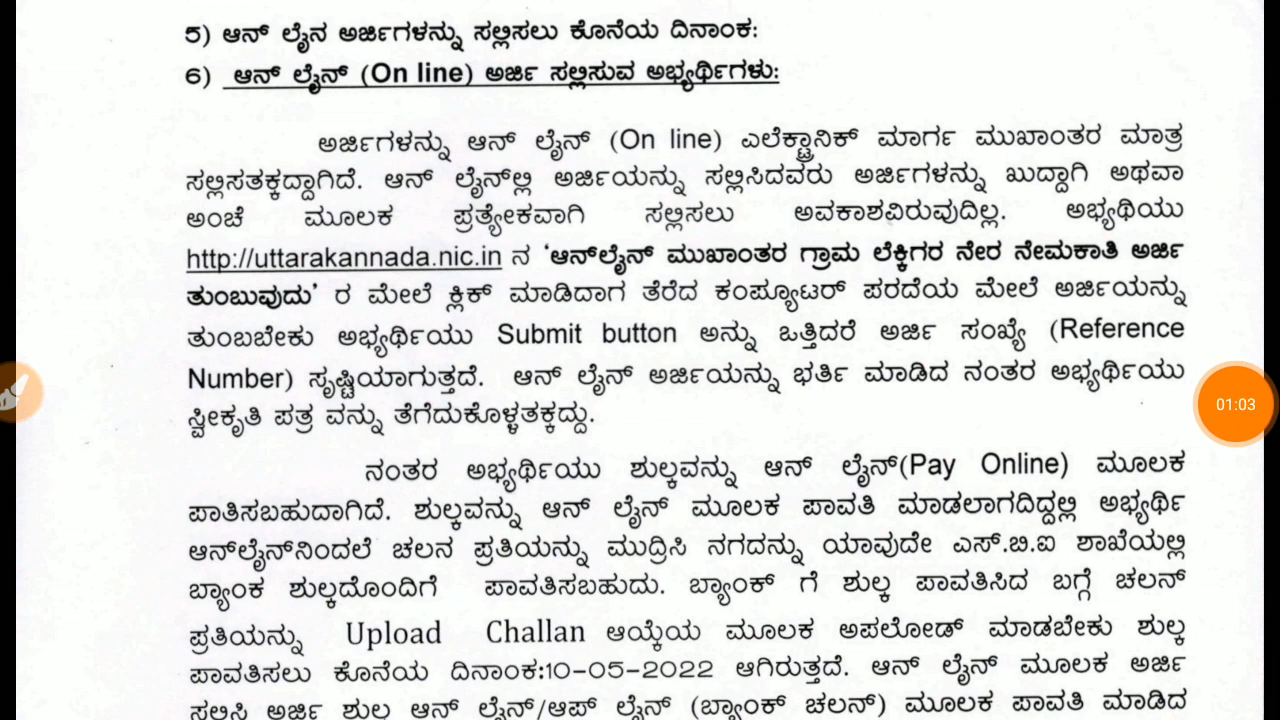 5) ಆನ್ ಲೈನ ಅರ್ಜಿಗಳನ್ನು ಸಲ್ಲಿಸಲು ಕೊನೆಯ ದಿನಾಂಕ:
6) ಆನ್ ಲೈನ್ (On line) ಅರ್ಜಿ ಸಲ್ಲಿಸುವ ಅಭ್ಯರ್ಥಿಗಳು:
ಅರ್ಜಿಗಳನ್ನು ಆನ್ ಲೈನ್ (On line) ಎಲೆಕ್ಟ್ರಾನಿಕ್ ಮಾರ್ಗ ಮುಖಾಂತರ ಮಾತ್ರ
ಸಲ್ಲಿಸತಕ್ಕದ್ದಾಗಿದೆ. ಆನ್ ಲೈನ್‌ಲ್ಲಿ ಅರ್ಜಿಯನ್ನು ಸಲ್ಲಿಸಿದವರು ಅರ್ಜಿಗಳನ್ನು ಖುದ್ದಾಗಿ ಅಥವಾ
ಅಂಚೆ ಮೂಲಕ ಪ್ರತ್ಯೇಕವಾಗಿ ಸಲ್ಲಿಸಲು ಅವಕಾಶವಿರುವುದಿಲ್ಲ. ಅಭ್ಯಥಿಯು
http://uttarakannada.nic.in ನ 'ಆನ್‌ಲೈನ್ ಮುಖಾಂತರ ಗ್ರಾಮ ಲೆಕ್ಕಿಗರ ನೇರ ನೇಮಕಾತಿ ಅರ್ಜಿ
ತುಂಬುವುದು' ರ ಮೇಲೆ ಕ್ಲಿಕ್ ಮಾಡಿದಾಗ ತೆರೆದ ಕಂಪ್ಯೂಟರ್ ಪರದೆಯ ಮೇಲೆ ಅರ್ಜಿಯನ್ನು
ತುಂಬಬೇಕು ಅಭ್ಯರ್ಥಿಯು Submit button ಅನ್ನು ಒತ್ತಿದರೆ ಅರ್ಜಿ ಸಂಖ್ಯೆ (Reference
Number) ಸೃಷ್ಟಿಯಾಗುತ್ತದೆ. ಆನ್ ಲೈನ್ ಅರ್ಜಿಯನ್ನು ಭರ್ತಿ ಮಾಡಿದ ನಂತರ ಅಭ್ಯರ್ಥಿಯು
ಸ್ವೀಕೃತಿ ಪತ್ರ ವನ್ನು ತೆಗೆದುಕೊಳ್ಳತಕ್ಕದ್ದು.
ನಂತರ ಅಭ್ಯರ್ಥಿಯು ಶುಲ್ಕವನ್ನು ಆನ್ ಲೈನ್(Pay Online) ಮೂಲಕ
ಪಾತಿಸಬಹುದಾಗಿದೆ. ಶುಲ್ಕವನ್ನು ಆನ್ ಲೈನ್ ಮೂಲಕ ಪಾವತಿ ಮಾಡಲಾಗದಿದ್ದಲ್ಲಿ ಅಭ್ಯರ್ಥಿ
ಆನ್‌ಲೈನ್‌ನಿಂದಲೆ ಚಲನ ಪ್ರತಿಯನ್ನು ಮುದ್ರಿಸಿ ನಗದನ್ನು ಯಾವುದೇ ಎಸ್.ಬಿ.ಐ ಶಾಖೆಯಲ್ಲಿ
ಬ್ಯಾಂಕ ಶುಲ್ಕದೊಂದಿಗೆ ಪಾವತಿಸಬಹುದು. ಬ್ಯಾಂಕ್ ಗೆ ಶುಲ್ಕ ಪಾವತಿಸಿದ ಬಗ್ಗೆ ಚಲನ್
ಪ್ರತಿಯನ್ನು Upload Challan ಆಯ್ಕೆಯ ಮೂಲಕ ಅಪಲೋಡ್ ಮಾಡಬೇಕು ಶುಲ್ಕ
ಪಾವತಿಸಲು ಕೊನೆಯ ದಿನಾಂಕ:10-05-2022 ಆಗಿರುತ್ತದೆ. ಆನ್ ಲೈನ್ ಮೂಲಕ ಅರ್ಜಿ
ಸಲ್ಲಿಸಿ ಅರ್ಜಿ ಶುಲ್ಕ ಆನ್ ಲೈನ್/ಆಫ್ ಲೈನ್ (ಬ್ಯಾಂಕ್ ಚಲನ್) ಮೂಲಕ ಪಾವತಿ ಮಾಡಿದ
01:03